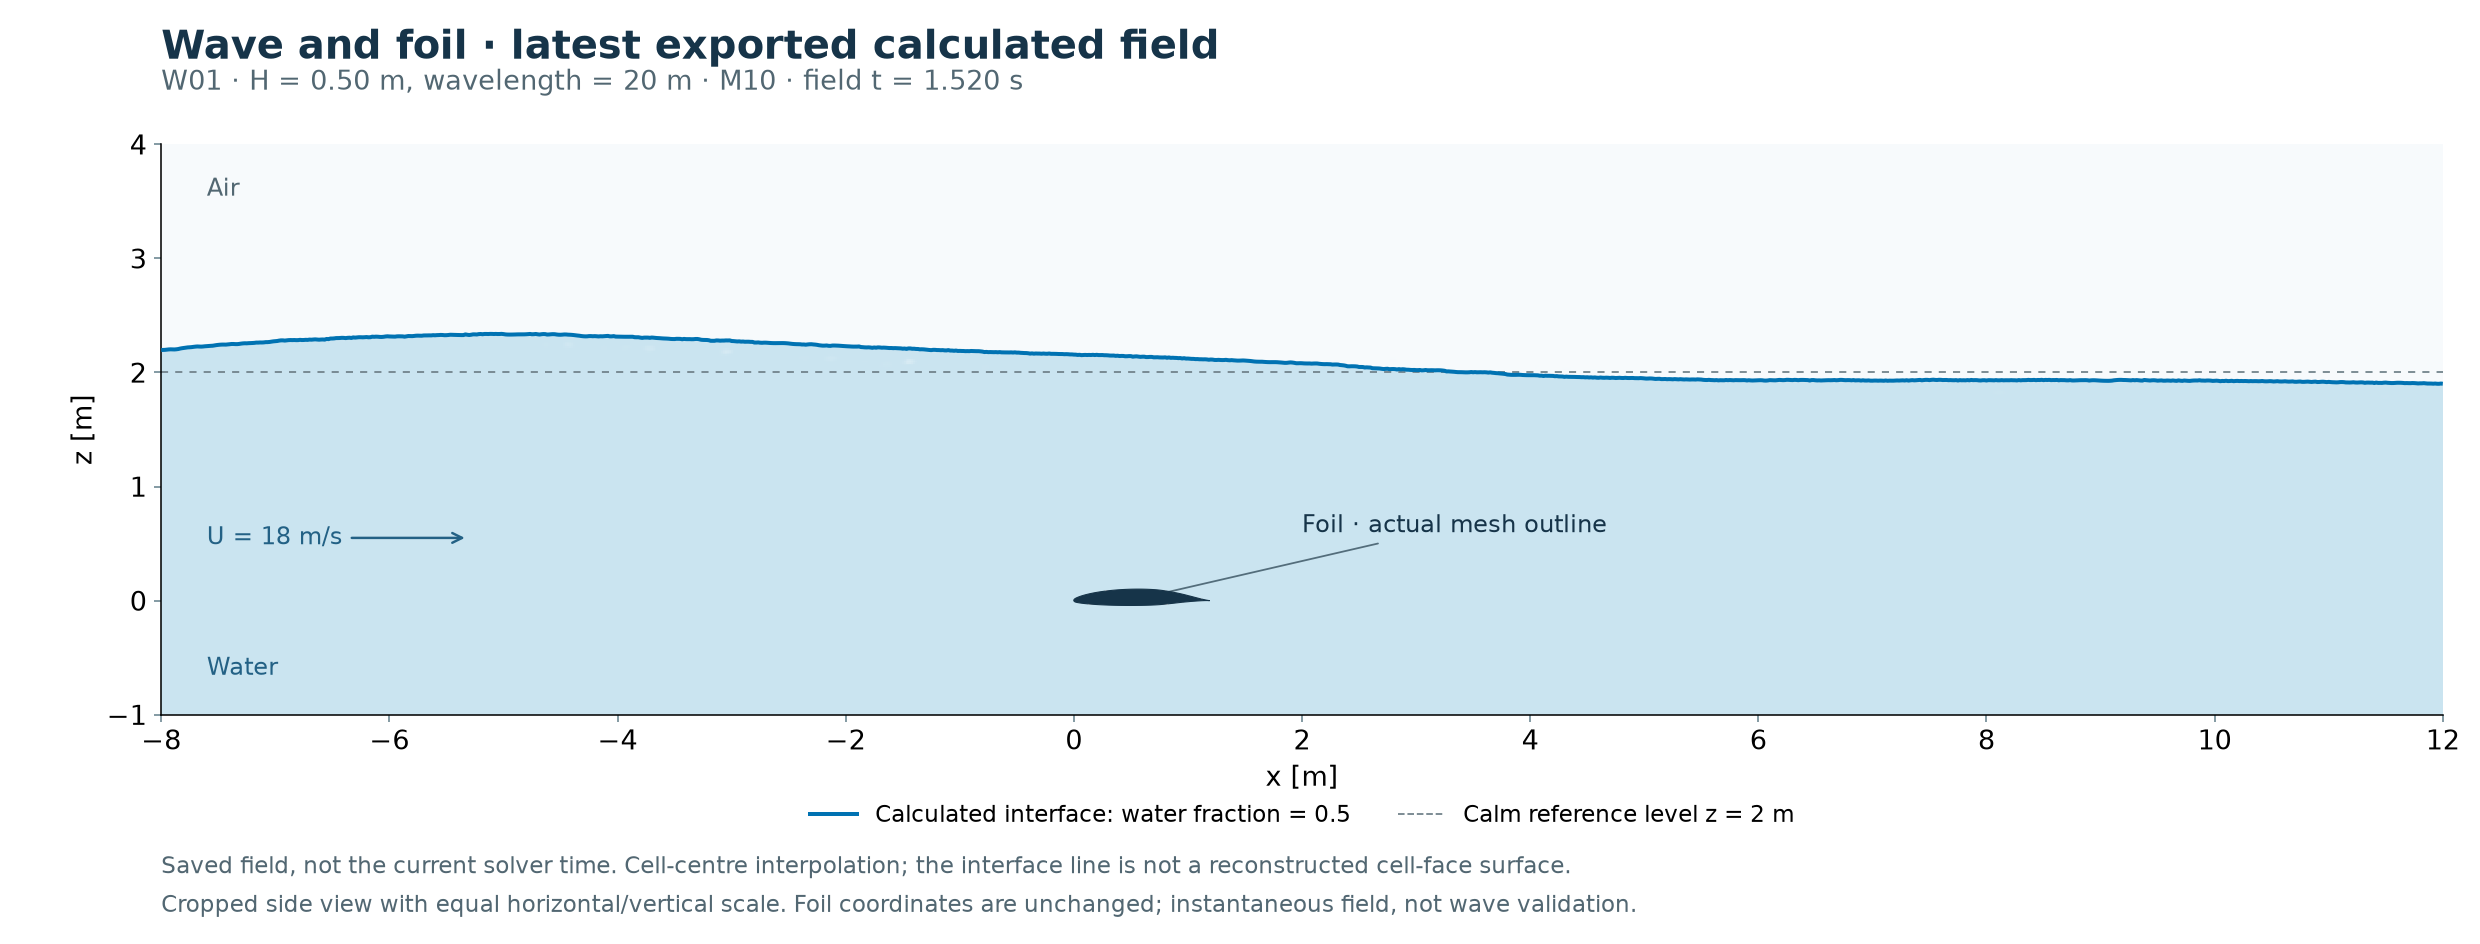 Wave and foil · latest exported calculated field
W01 · H = 0.50 m, wavelength = 20 m · M10 · field t = 1.520 s
4
Air
3
2
z [m]
1
Foil · actual mesh outline
U = 18 m/s
0
Water
−1
−8 −6 −4 −2 0 2 4 6 8 10 12
x [m]
Calculated interface: water fraction = 0.5 Calm reference level z = 2 m
Saved field, not the current solver time. Cell-centre interpolation; the interface line is not a reconstructed cell-face surface.
Cropped side view with equal horizontal/vertical scale. Foil coordinates are unchanged; instantaneous field, not wave validation.